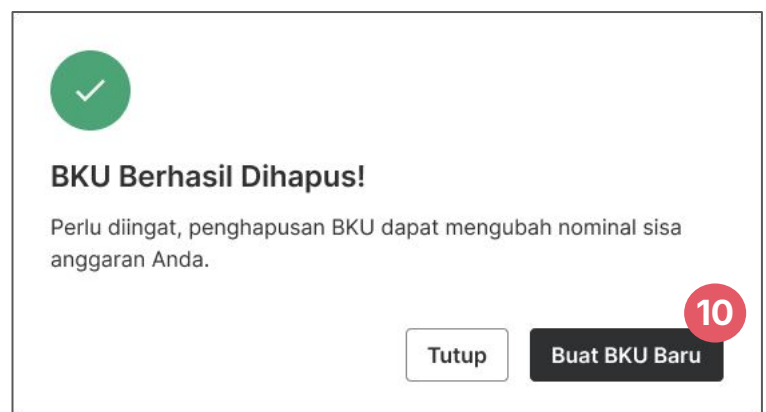 BKU Berhasil Dihapus!
Perlu diingat, penghapusan BKU dapat mengubah nominal sisa
anggaran Anda.
10
Tutup
Buat BKU Baru